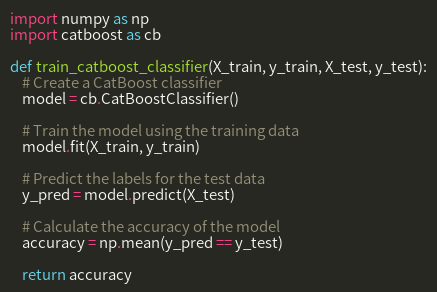 import numpy as np
import catboost as cb
def train_catboost_classifier(X_train, y_train, X_test, y_test):
# Create a CatBoost classifier
model = cb.CatBoostClassifier()
# Train the model using the training data
model.fit(X_train, y_train)
# Predict the labels for the test data
y_pred = model.predict(X_test)
# Calculate the accuracy of the model
accuracy = np.mean(y_pred == y_test)
return accuracy